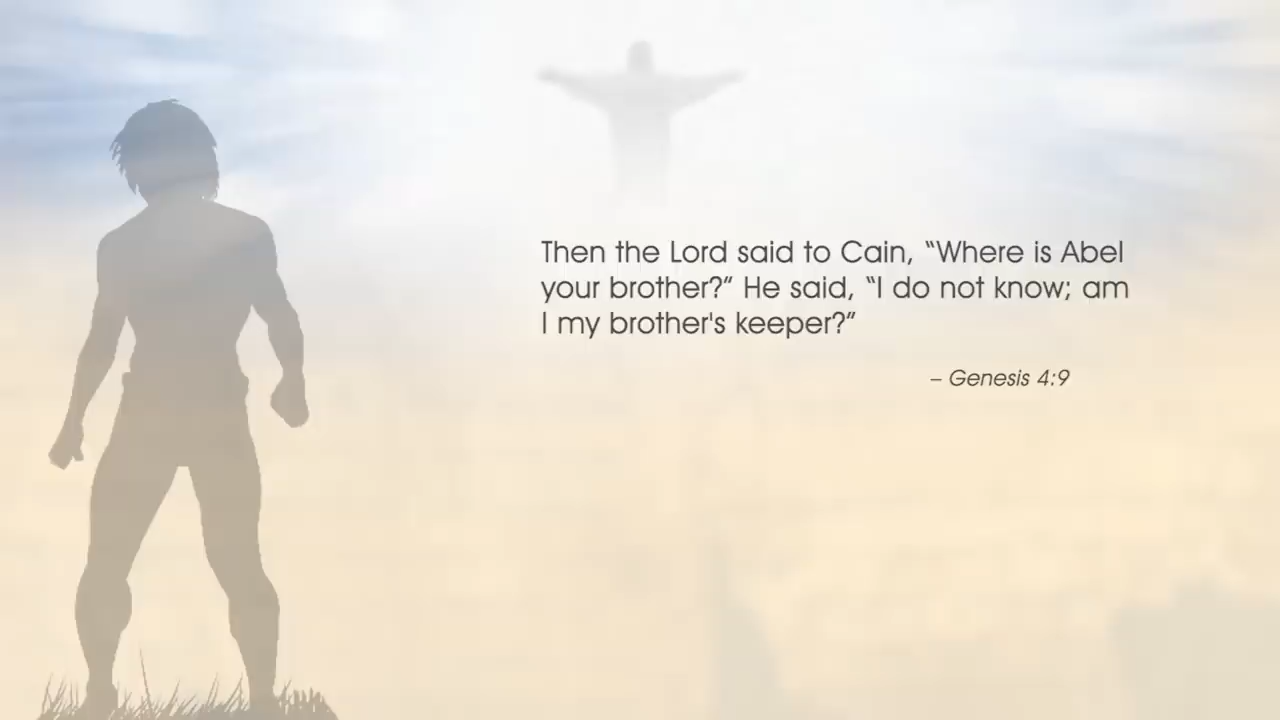 Then the Lord said to Cain, “Where is Abel
your brother?” He said, “I do not know; am
I my brother's keeper?”
– Genesis 4:9